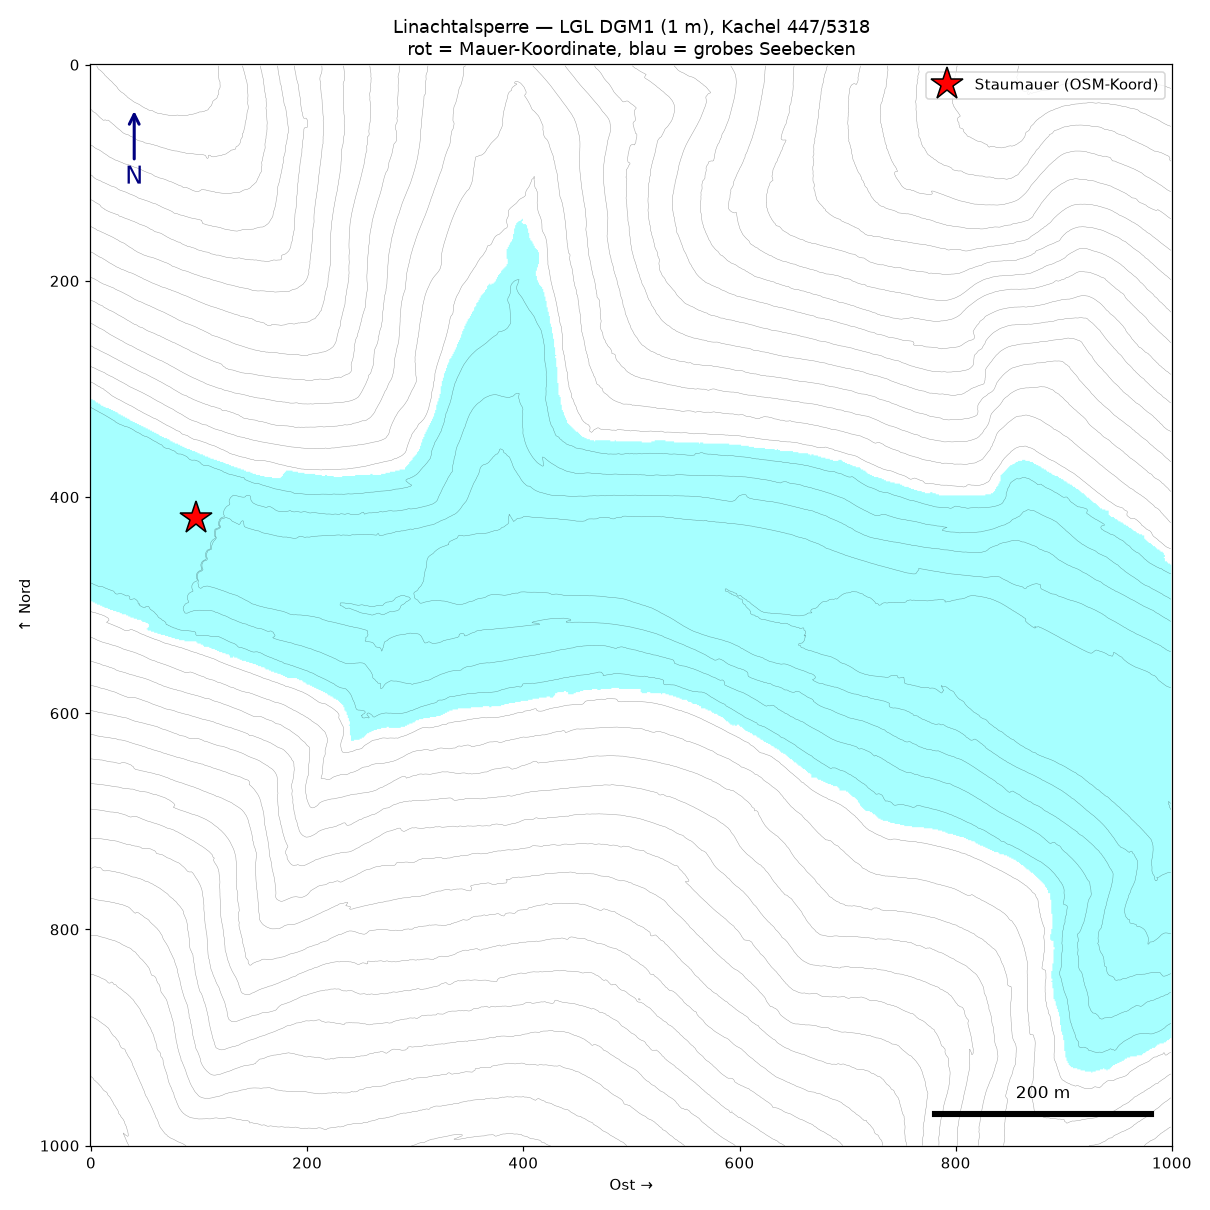 Linachtalsperre — LGL DGM1 (1 m), Kachel 447/5318
rot = Mauer-Koordinate, blau = grobes Seebecken
Staumauer (OSM-Koord)
N
0
200
400
600
800
1000
↑ Nord
200 m
0
200
400
600
800
1000
Ost →